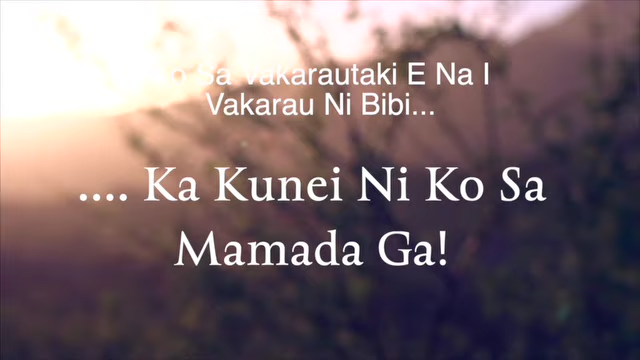 Sa Vakarautaki E Na I
Vakarau Ni Bibi...
.... Ka Kunei Ni Ko Sa
Mamada Ga!